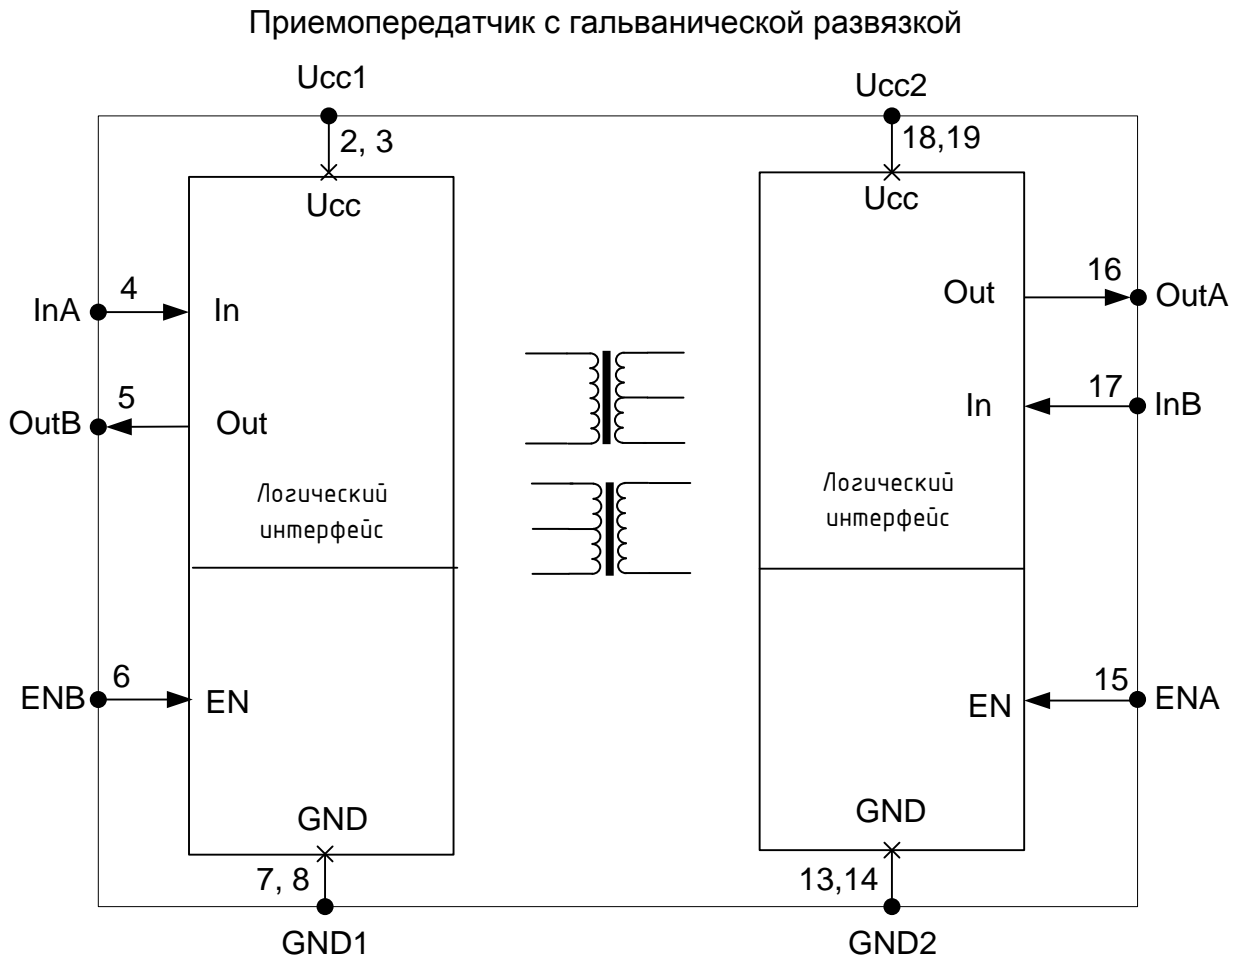 Приемопередатчик с гальванической развязкой
Ucc1
Ucc2
2, 3
18,19
Ucc
Ucc
InA
4
In
Out
16
OutA
OutB
5
Out
In
17
InB
Логический
интерфейс
Логический
интерфейс
ENB
6
EN
EN
15
ENA
GND
GND
7, 8
13,14
GND1
GND2